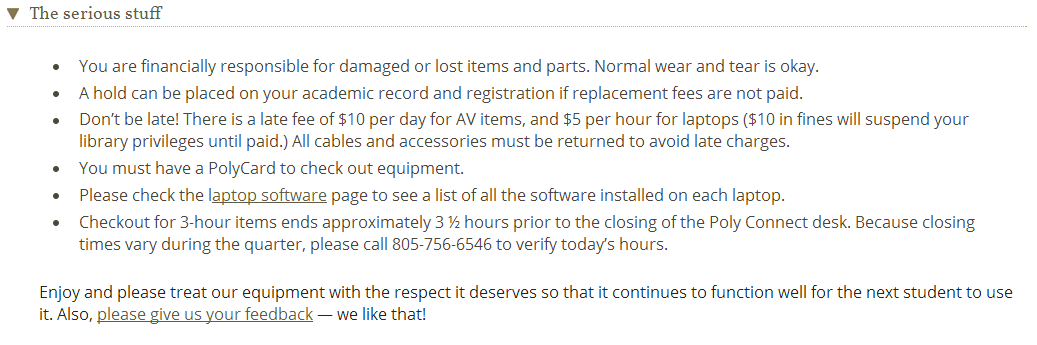 ▼ The serious stuff
• You are financially responsible for damaged or lost items and parts. Normal wear and tear is okay.
• A hold can be placed on your academic record and registration if replacement fees are not paid.
• Don’t be late! There is a late fee of $10 per day for AV items, and $5 per hour for laptops ($10 in fines will suspend your
library privileges until paid.) All cables and accessories must be returned to avoid late charges.
• You must have a PolyCard to check out equipment.
• Please check the laptop software page to see a list of all the software installed on each laptop.
• Checkout for 3-hour items ends approximately 3 ½ hours prior to the closing of the Poly Connect desk. Because closing
times vary during the quarter, please call 805-756-6546 to verify today’s hours.
Enjoy and please treat our equipment with the respect it deserves so that it continues to function well for the next student to use
it. Also, please give us your feedback — we like that!